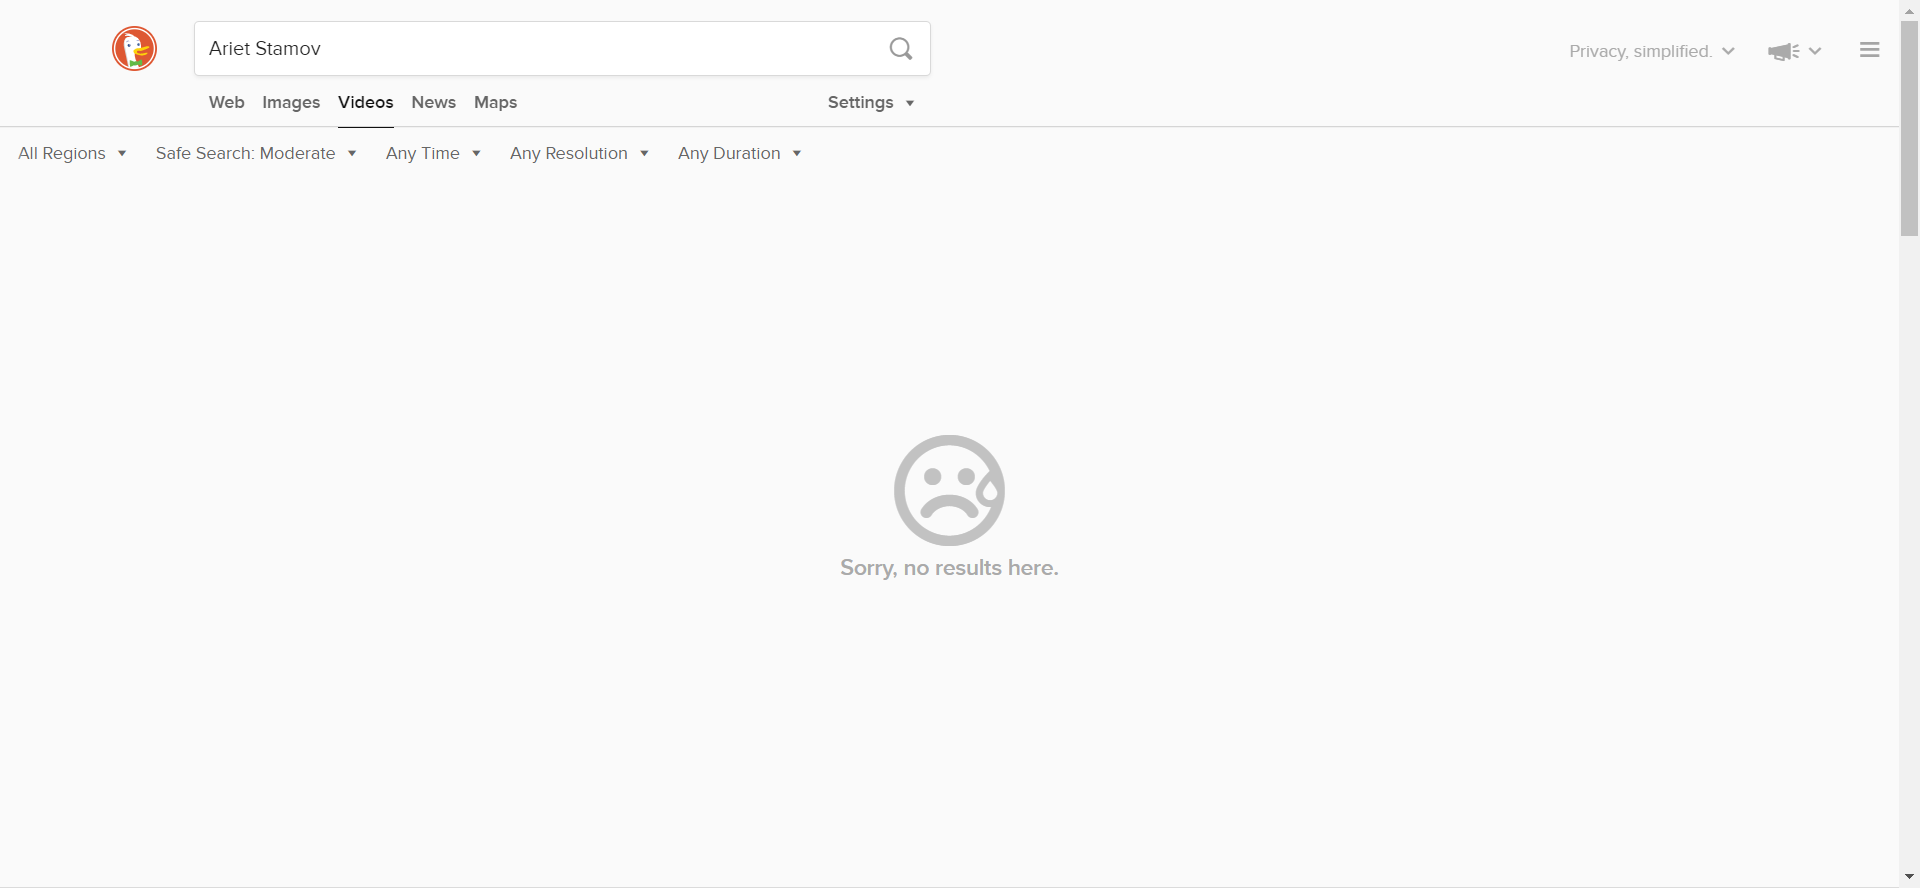 Ariet Stamov
Privacy, simplified.
Web Images Videos News Maps Settings
All Regions Safe Search: Moderate Any Time Any Resolution Any Duration
Sorry, no results here.